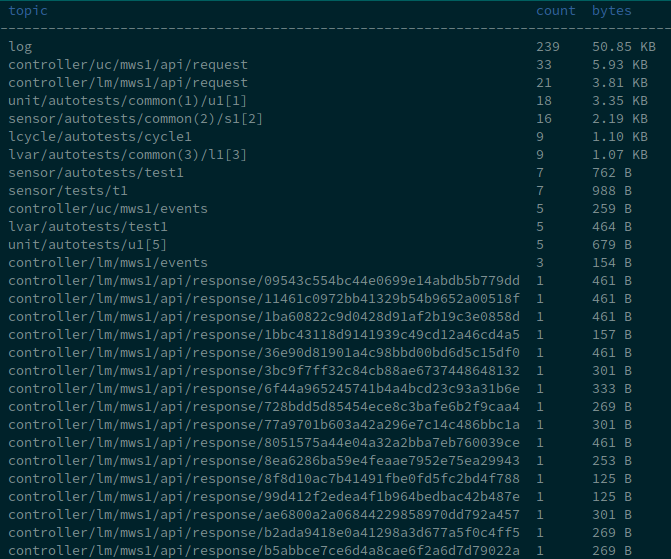 topic count bytes
log 239 50.85 KB
controller/uc/mws1/api/request 33 5.93 KB
controller/lm/mws1/api/request 21 3.81 KB
unit/autotests/common(1)/u1[1] 18 3.35 KB
sensor/autotests/common(2)/s1[2] 16 2.19 KB
lcycle/autotests/cycle1 9 1.10 KB
lvar/autotests/common(3)/l1[3] 9 1.07 KB
sensor/autotests/test1 7 762 B
sensor/tests/t1 7 988 B
controller/uc/mws1/events 5 259 B
lvar/autotests/test1 5 464 B
unit/autotests/u1[5] 5 679 B
controller/lm/mws1/events 3 154 B
controller/lm/mws1/api/response/09543c554bc44e0699e14abdb5b779dd 1 461 B
controller/lm/mws1/api/response/11461c0972bb41329b54b9652a00518f 1 461 B
controller/lm/mws1/api/response/1ba60822c9d0428d91af2b19c3e0858d 1 461 B
controller/lm/mws1/api/response/1bbc43118d9141939c49cd12a46cd4a5 1 157 B
controller/lm/mws1/api/response/36e90d81901a4c98bbd00bd6d5c15df0 1 461 B
controller/lm/mws1/api/response/3bc9f7ff32c84cb88ae6737448648132 1 301 B
controller/lm/mws1/api/response/6f44a965245741b4a4bcd23c93a31b6e 1 333 B
controller/lm/mws1/api/response/728bdd5d85454ece8c3bafe6b2f9caa4 1 269 B
controller/lm/mws1/api/response/77a9701b603a42a296e7c14c486bbc1a 1 301 B
controller/lm/mws1/api/response/8051575a44e04a32a2bba7eb760039ce 1 461 B
controller/lm/mws1/api/response/8ea6286ba59e4feaae7952e75ea29943 1 253 B
controller/lm/mws1/api/response/8f8d10ac7b41491fbe0fd5fc2bd4f788 1 125 B
controller/lm/mws1/api/response/99d412f2edea4f1b964bedbac42b487e 1 125 B
controller/lm/mws1/api/response/ae6800a2a06844229858970dd792a457 1 301 B
controller/lm/mws1/api/response/b2ada9418e0a41298a3d677a5f0c4ff5 1 269 B
controller/lm/mws1/api/response/b5abbce7ce6d4a8cae6f2a6d7d79022a 1 269 B